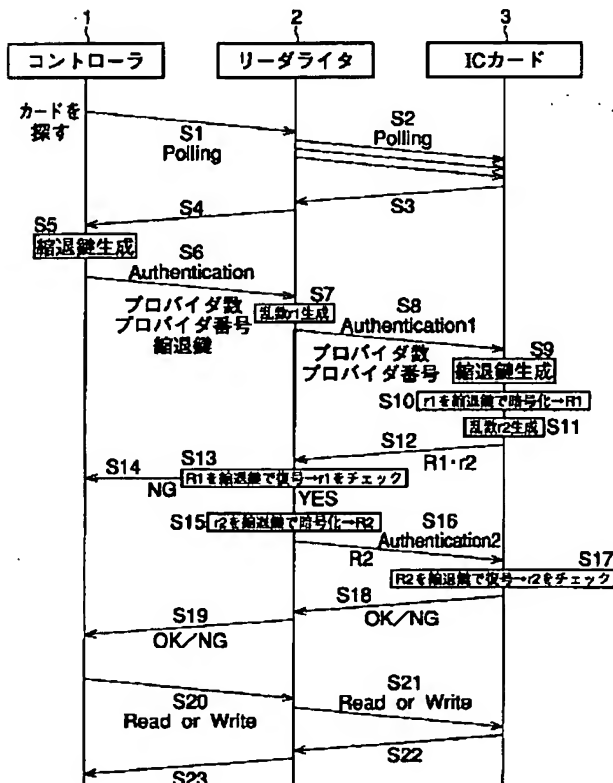 1
2
3
コントローラ
リーダライタ
ICカード
カードを
探す
S1
Polling
S2
Polling
S3
S4
S5
縮退鍵生成
S6
Authentication
プロバイダ数
プロバイダ番号
縮退鍵
S7
乱数r1生成
S8
Authentication1
プロバイダ数
プロバイダ番号
S9
縮退鍵生成
S10
r1を縮退鍵で暗号化→R1
乱数r2生成
S11
S12
R1・r2
S13
R1を縮退鍵で復号→r1をチェック
S14
NG
YES
S15
r2を縮退鍵で暗号化→R2
S16
Authentication2
R2
S17
R2を縮退鍵で復号→r2をチェック
S18
OK/NG
S19
OK/NG
S20
Read or Write
S21
Read or Write
S22
S23